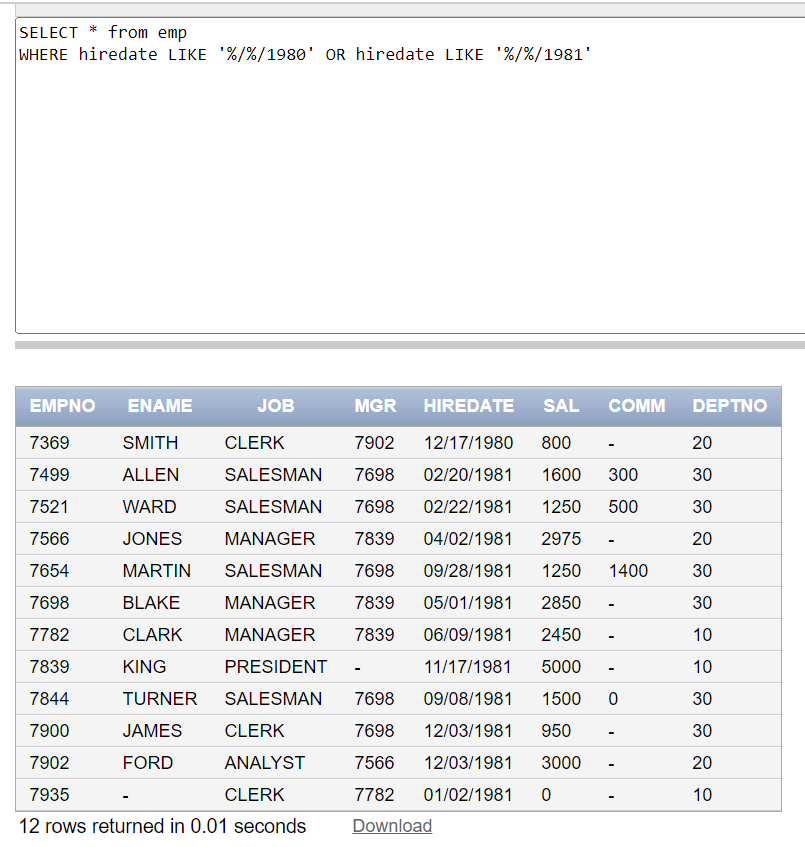 SELECT * from emp
WHERE hiredate LIKE '%/%/1980' OR hiredate LIKE '%/%/1981'
EMPNO ENAME JOB MGR HIREDATE SAL COMM DEPTNO
7369 SMITH CLERK 7902 12/17/1980 800 - 20
7499 ALLEN SALESMAN 7698 02/20/1981 1600 300 30
7521 WARD SALESMAN 7698 02/22/1981 1250 500 30
7566 JONES MANAGER 7839 04/02/1981 2975 - 20
7654 MARTIN SALESMAN 7698 09/28/1981 1250 1400 30
7698 BLAKE MANAGER 7839 05/01/1981 2850 - 30
7782 CLARK MANAGER 7839 06/09/1981 2450 - 10
7839 KING PRESIDENT - 11/17/1981 5000 - 10
7844 TURNER SALESMAN 7698 09/08/1981 1500 0 30
7900 JAMES CLERK 7698 12/03/1981 950 - 30
7902 FORD ANALYST 7566 12/03/1981 3000 - 20
7935 - CLERK 7782 01/02/1981 0 - 10
12 rows returned in 0.01 seconds Download